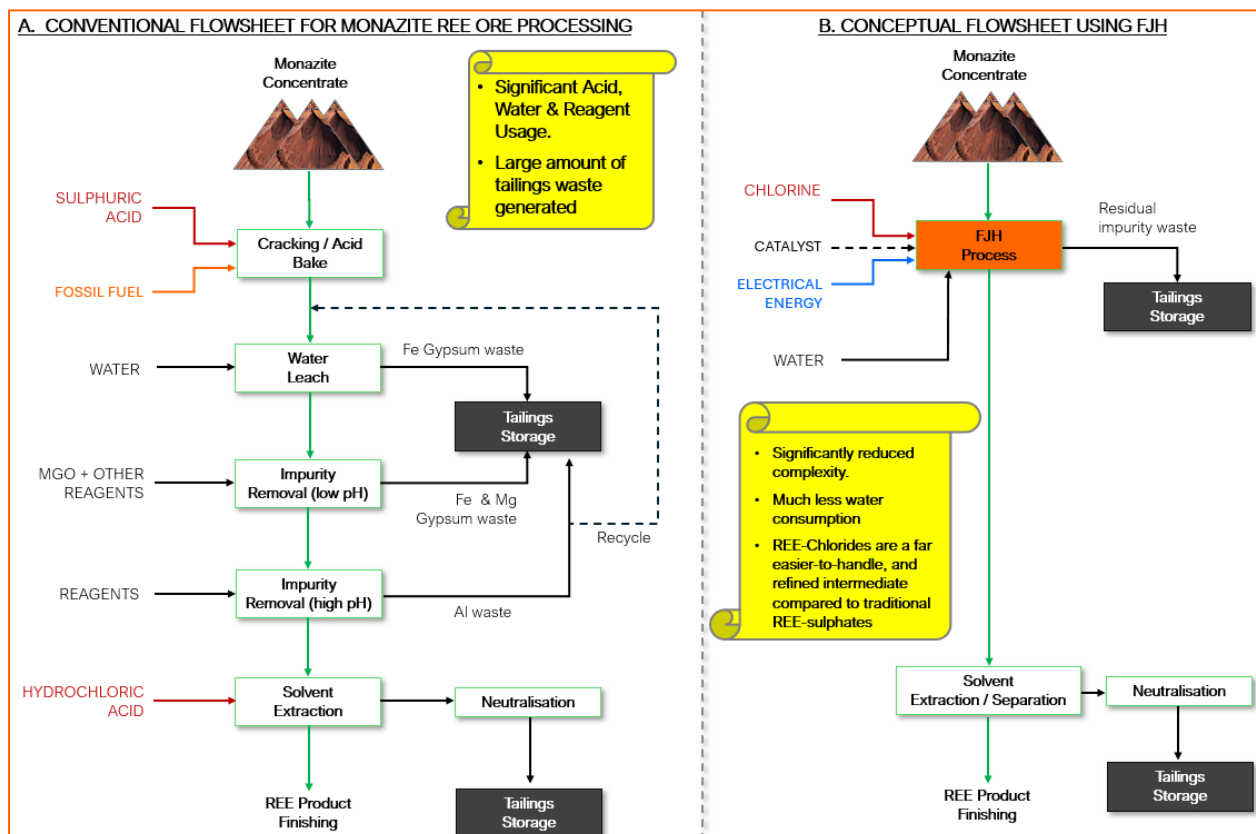 A. CONVENTIONAL FLOWSHEET FOR MONAZITE REE ORE PROCESSING
Monazite
Concentrate
• Significant Acid,
Water & Reagent
Usage.
• Large amount of
tailings waste
generated
SULPHURIC
ACID
Cracking / Acid
Bake
FOSSIL FUEL
WATER
Water
Leach
Fe Gypsum waste
Tailings
Storage
MGO + OTHER
REAGENTS
Impurity
Removal (low pH)
Fe & Mg
Gypsum waste
Recycle
REAGENTS
Impurity
Removal (high pH)
Al waste
HYDROCHLORIC
ACID
Solvent
Extraction
Neutralisation
REE Product
Finishing
Tailings
Storage
B. CONCEPTUAL FLOWSHEET USING FJH
Monazite
Concentrate
CHLORINE
CATALYST
ELECTRICAL
ENERGY
WATER
FJH
Process
Residual
impurity waste
Tailings
Storage
• Significantly reduced
complexity.
• Much less water
consumption
• REE-Chlorides are a far
easier-to-handle, and
refined intermediate
compared to traditional
REE-sulphates
Solvent
Extraction / Separation
Neutralisation
REE Product
Finishing
Tailings
Storage